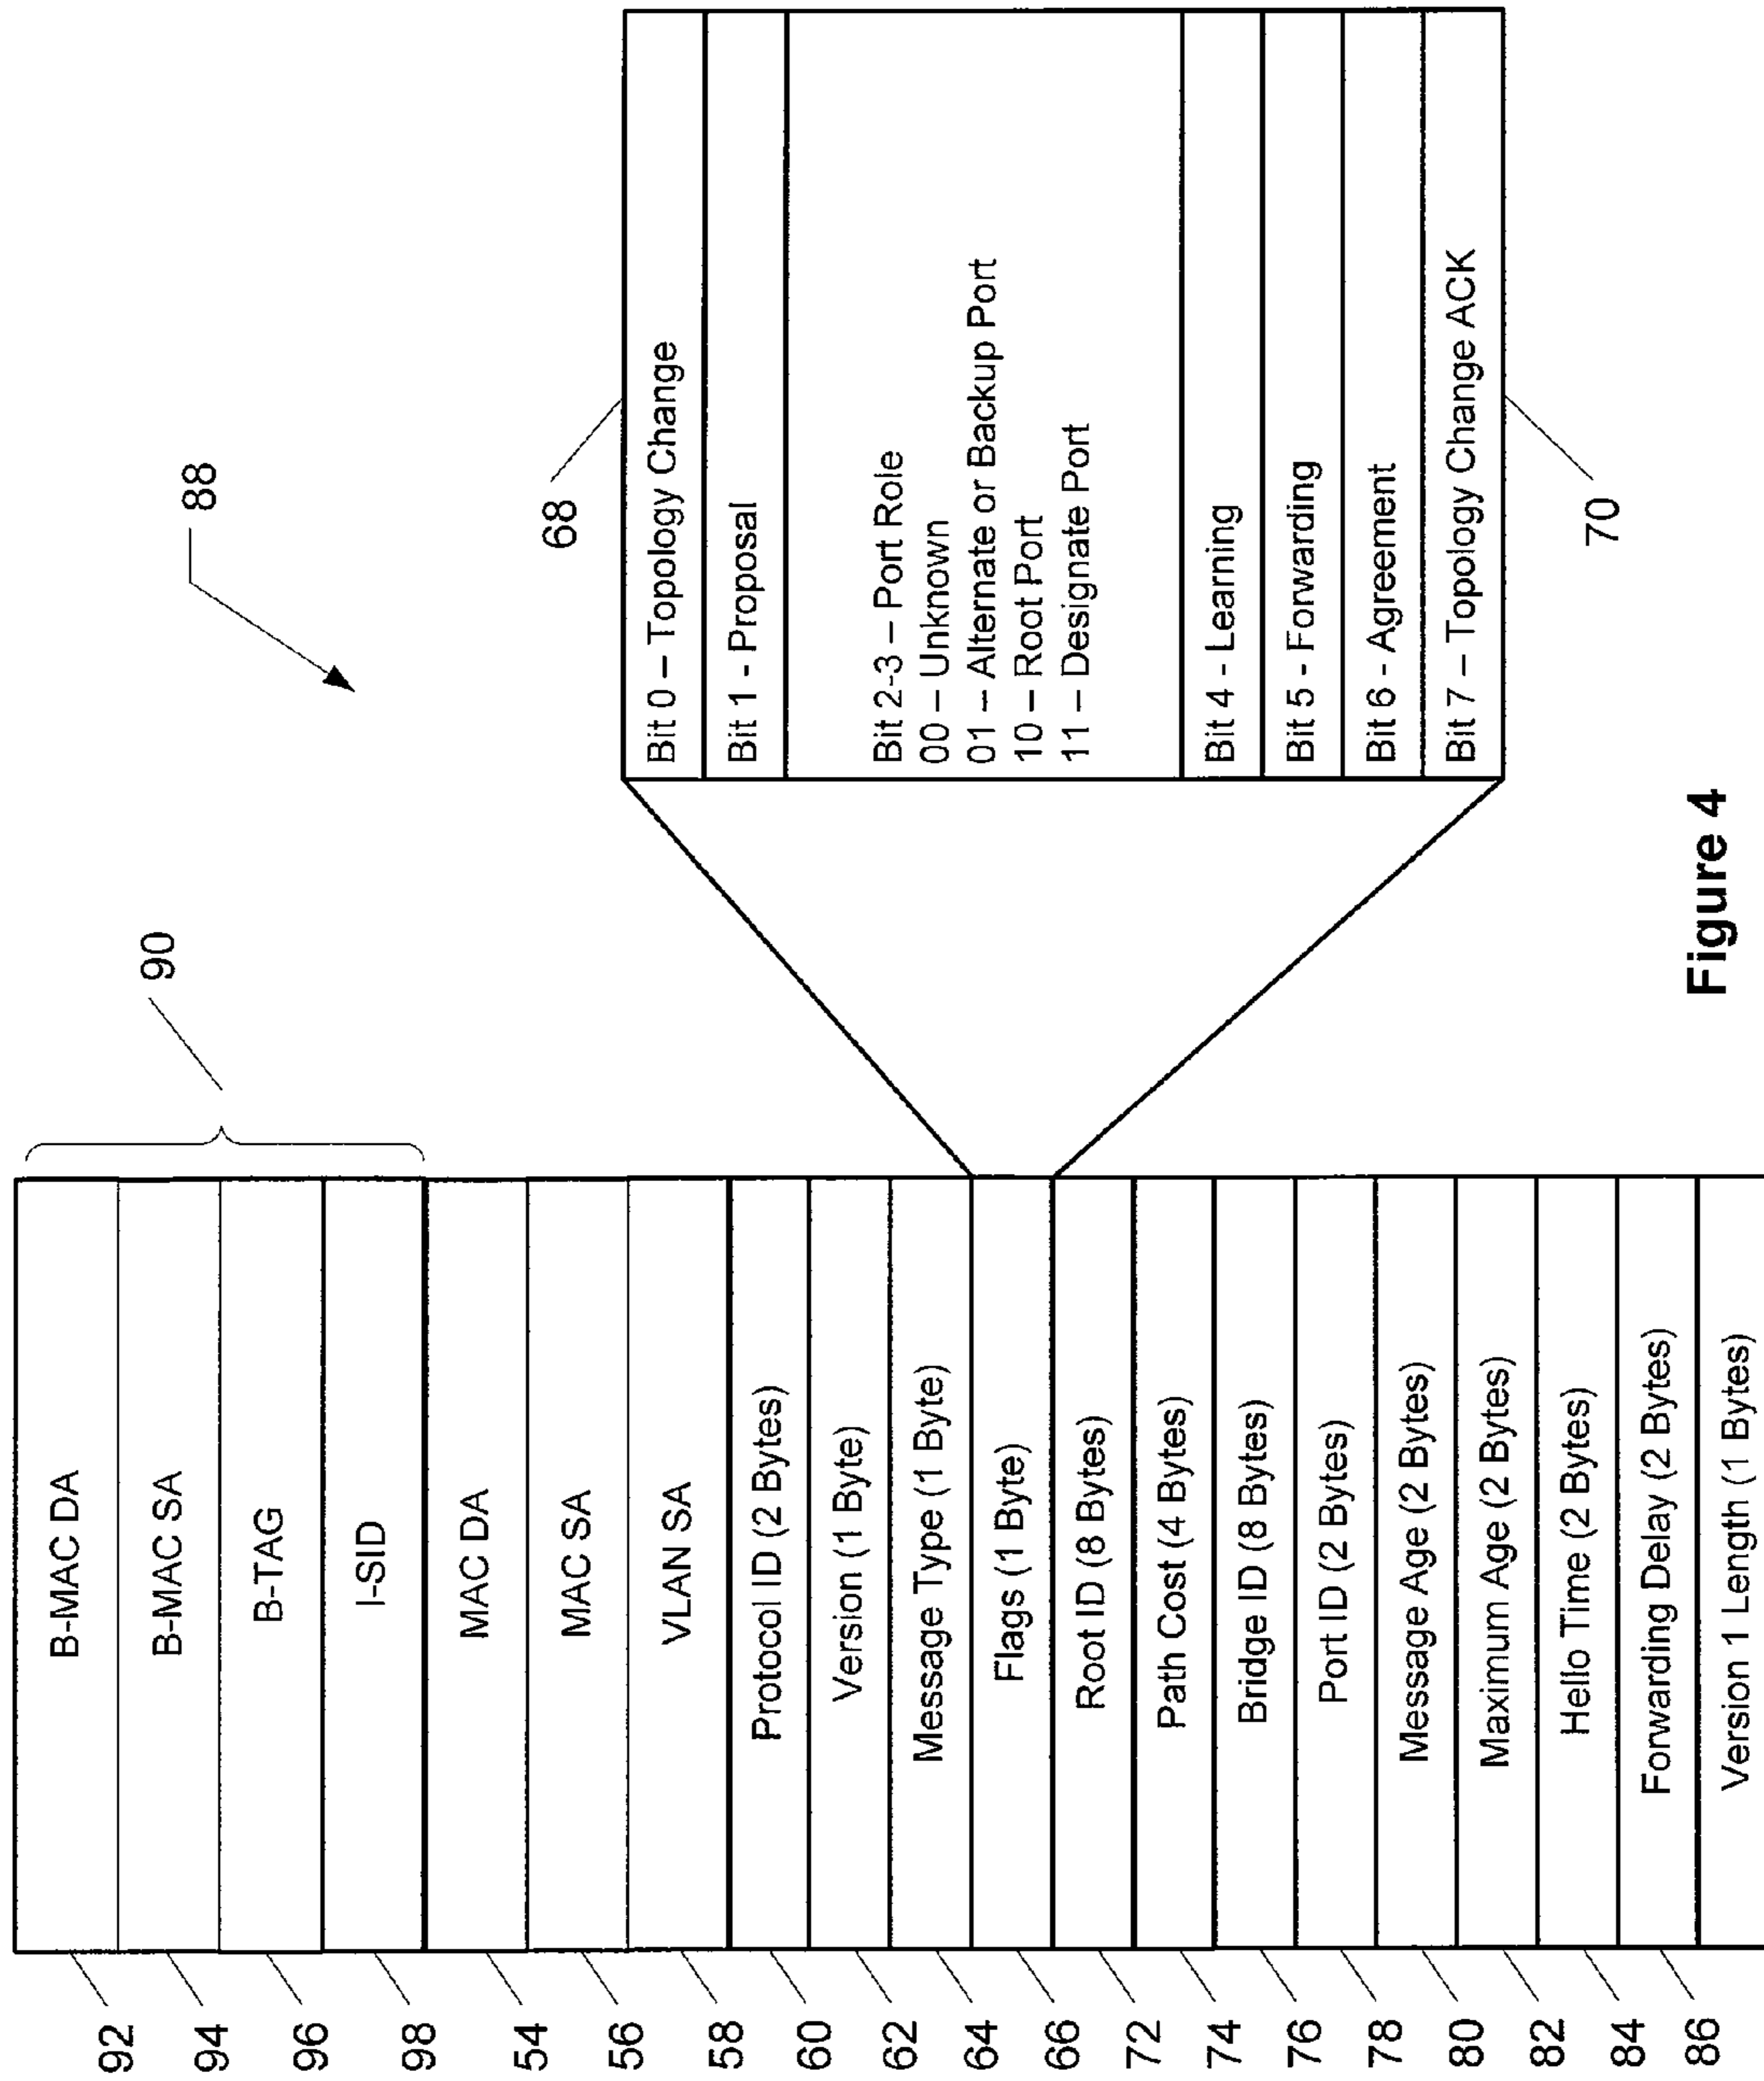 88
90
92
B-MAC DA
94
B-MAC SA
96
B-TAG
98
I-SID
54
MAC DA
56
MAC SA
58
VLAN SA
60
Protocol ID (2 Bytes)
62
Version (1 Byte)
64
Message Type (1 Byte)
66
Flags (1 Byte)
72
Root ID (8 Bytes)
74
Path Cost (4 Bytes)
76
Bridge ID (8 Bytes)
78
Port ID (2 Bytes)
80
Message Age (2 Bytes)
82
Maximum Age (2 Bytes)
84
Hello Time (2 Bytes)
86
Forwarding Delay (2 Bytes)
Version 1 Length (1 Bytes)
68
Bit 0 – Topology Change
Bit 1 - Proposal
Bit 2-3 – Port Role
00 – Unknown
01 – Alternate or Backup Port
10 – Root Port
11 – Designate Port
Bit 4 - Learning
Bit 5 - Forwarding
Bit 6 - Agreement
Bit 7 – Topology Change ACK
70
Figure 4